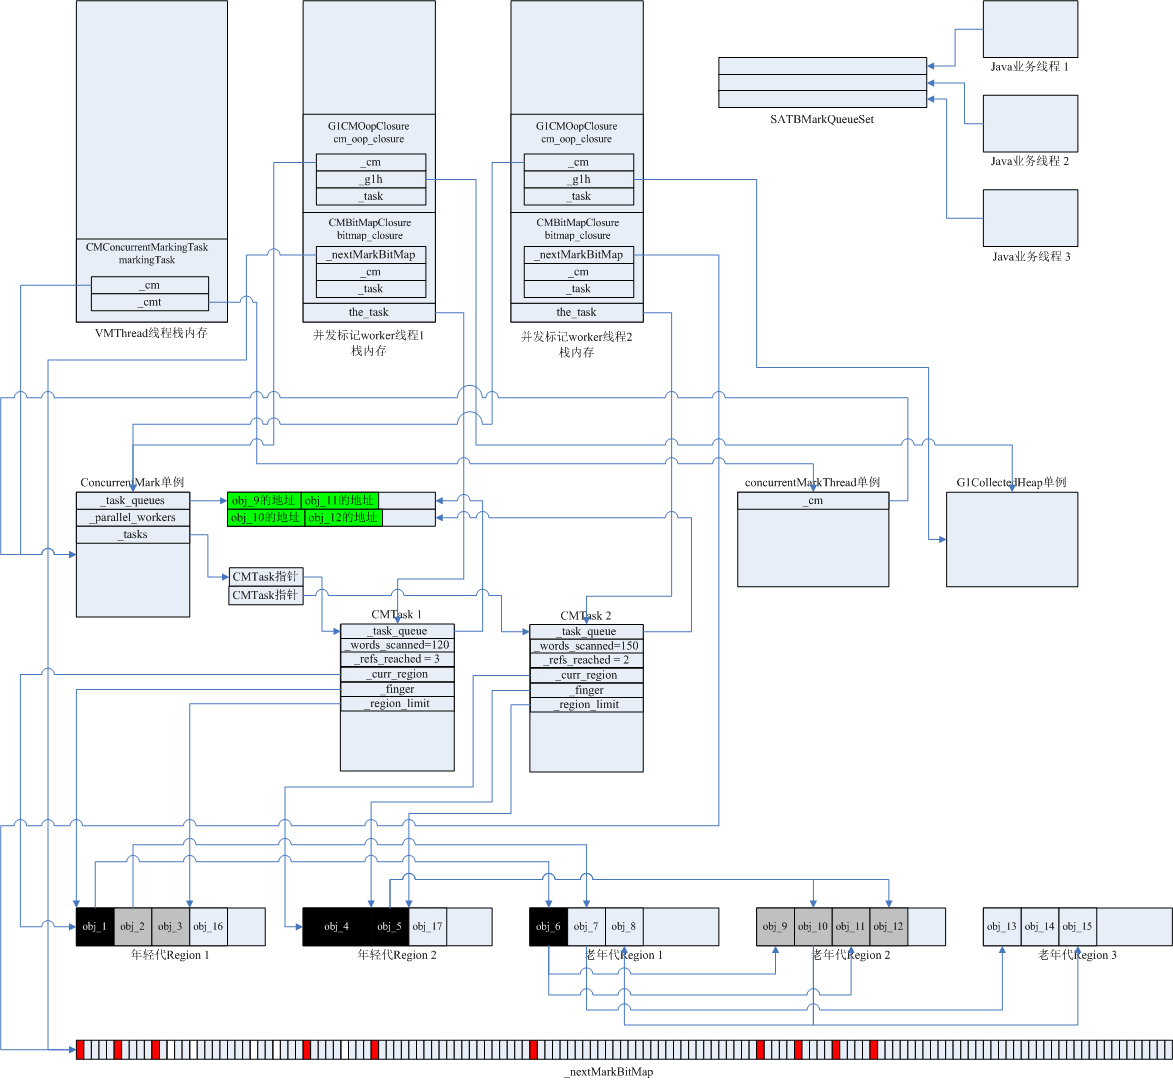 Java业务线程 1
SATBMarkQueueSet
Java业务线程 2
Java业务线程 3
CMConcurrentMarkingTask
markingTask
_cm
_cmt
VMThread线程栈内存
G1CMOopClosure
cm_oop_closure
_cm
_g1h
_task
CMBitMapClosure
bitmap_closure
_nextMarkBitMap
_cm
_task
the_task
并发标记worker线程1
栈内存
G1CMOopClosure
cm_oop_closure
_cm
_g1h
_task
CMBitMapClosure
bitmap_closure
_nextMarkBitMap
_cm
_task
the_task
并发标记worker线程2
栈内存
ConcurrentMark单例
_task_queues
_parallel_workers
_tasks
obj_9的地址 obj_11的地址
obj_10的地址 obj_12的地址
concurrentMarkThread单例
_cm
G1CollectedHeap单例
CMTask指针
CMTask指针
CMTask 1
_task_queue
_words_scanned=120
_refs_reached = 3
_curr_region
_finger
_region_limit
CMTask 2
_task_queue
_words_scanned=150
_refs_reached = 2
_curr_region
_finger
_region_limit
obj_1 obj_2 obj_3 obj_16
年轻代Region 1
obj_4 obj_5 obj_17
年轻代Region 2
obj_6 obj_7 obj_8
老年代Region 1
obj_9 obj_10 obj_11 obj_12
老年代Region 2
obj_13 obj_14 obj_15
老年代Region 3
_nextMarkBitMap